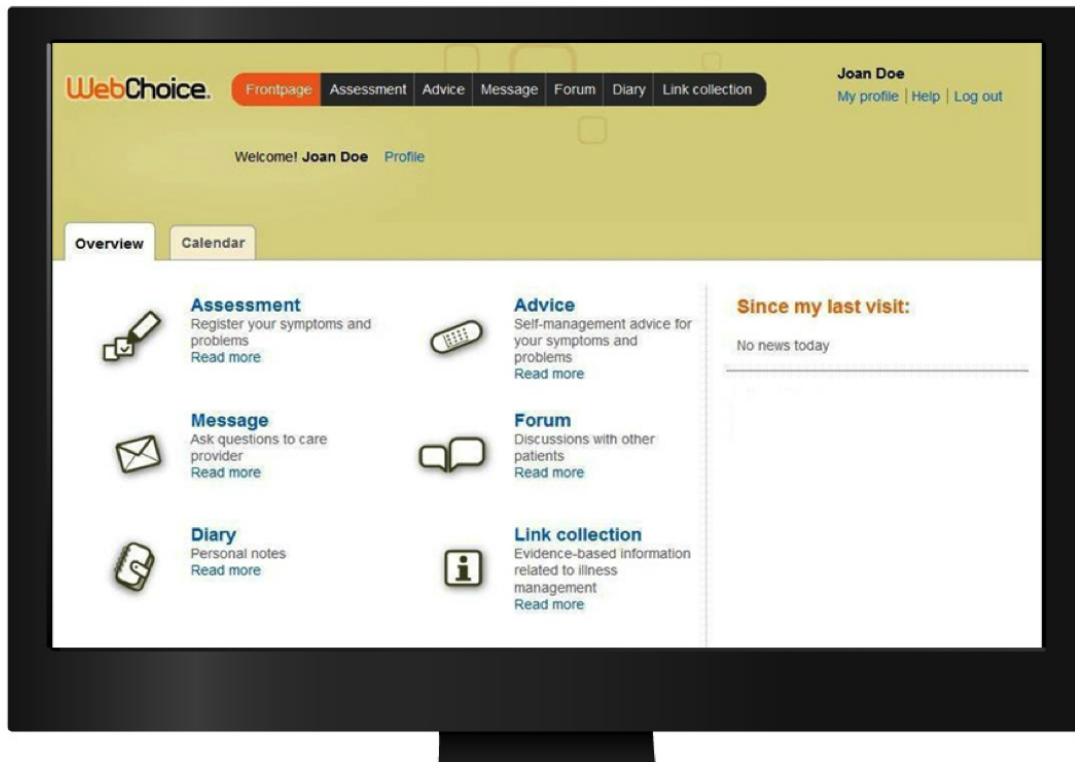 WebChoice.
Frontpage Assessment Advice Message Forum Diary Link collection
Joan Doe
My profile | Help | Log out
Welcome! Joan Doe Profile
Overview Calendar
Assessment
Register your symptoms and
problems
Read more
Advice
Self-management advice for
your symptoms and
problems
Read more
Message
Ask questions to care
provider
Read more
Forum
Discussions with other
patients
Read more
Diary
Personal notes
Read more
Link collection
Evidence-based information
related to illness
management
Read more
Since my last visit:
No news today